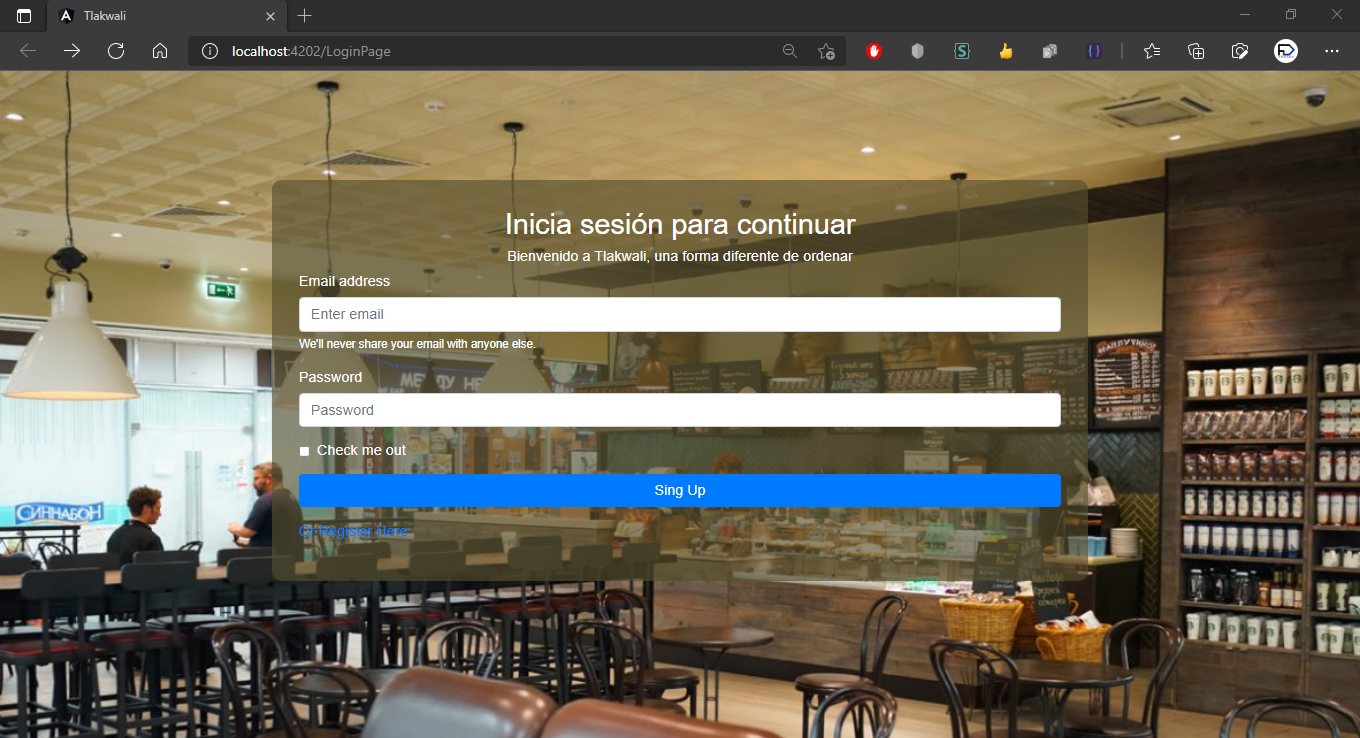 Tlakwali
localhost:4202/LoginPage
Inicia sesión para continuar
Bienvenido a Tlakwali, una forma diferente de ordenar
Email address
Enter email
We'll never share your email with anyone else.
МЕЖДУ НЕ
Password
Password
Check me out
Sing Up
Or Register Here
СИННАБОН